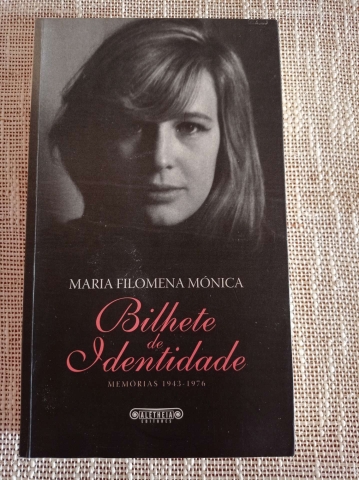 MARIA FILOMENA MÓNICA
Bilhete
de
Identidade
MEMÓRIAS 1943-1976
ALETHEIA
EDITORES